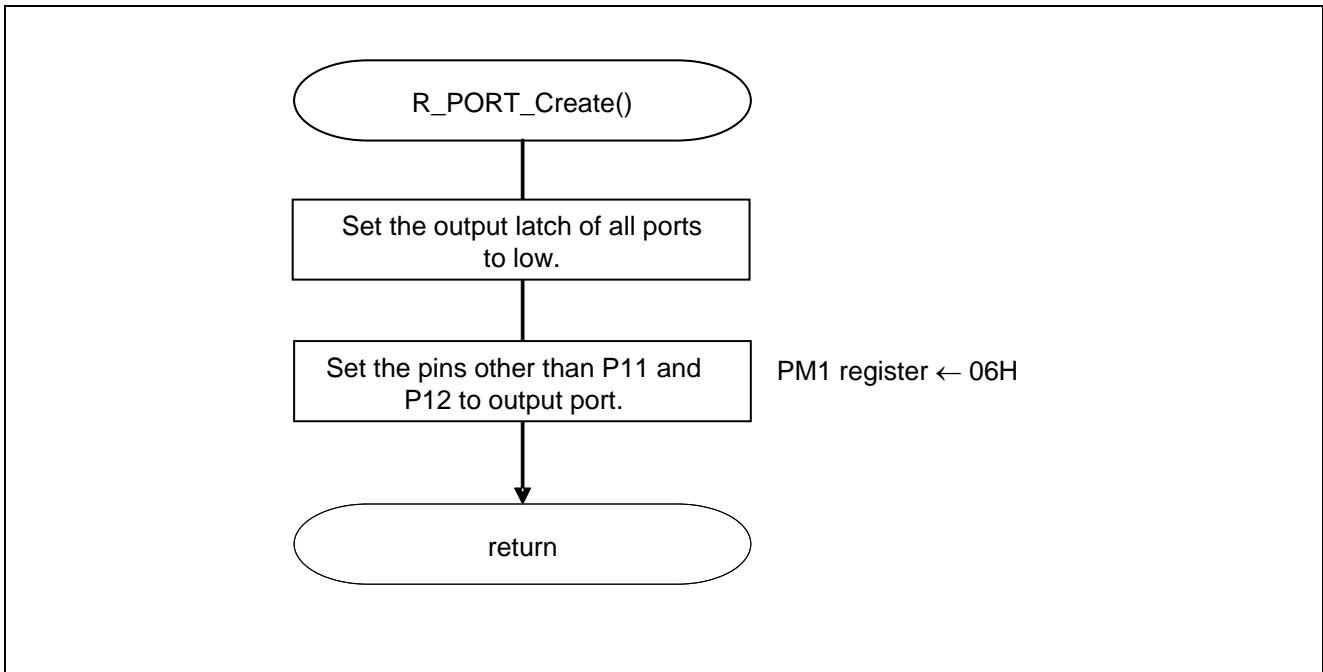 R_PORT_Create()
Set the output latch of all ports
to low.
Set the pins other than P11 and
P12 to output port.
PM1 register ← 06H
return